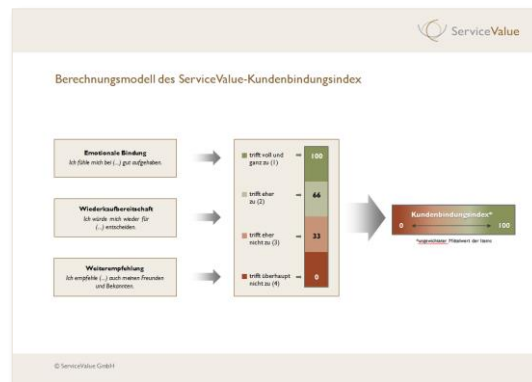 ServiceValue
Berechnungsmodell des ServiceValue-Kundenbindungsindex
Emotionale Bindung
Ich fühle mich bei (...) gut aufgehoben.
Wiederkaufbereitschaft
Ich würde mich wieder für
(...) entscheiden.
Weiterempfehlung
Ich empfehle (...) auch meinen Freunden
und Bekannten.
trifft voll und
ganz zu (1)
100
trifft eher
zu (2)
66
trifft eher
nicht zu (3)
33
trifft überhaupt
nicht zu (4)
0
Kundenbindungsindex*
0 100
*ungewichteter Mittelwert der Items
© ServiceValue GmbH